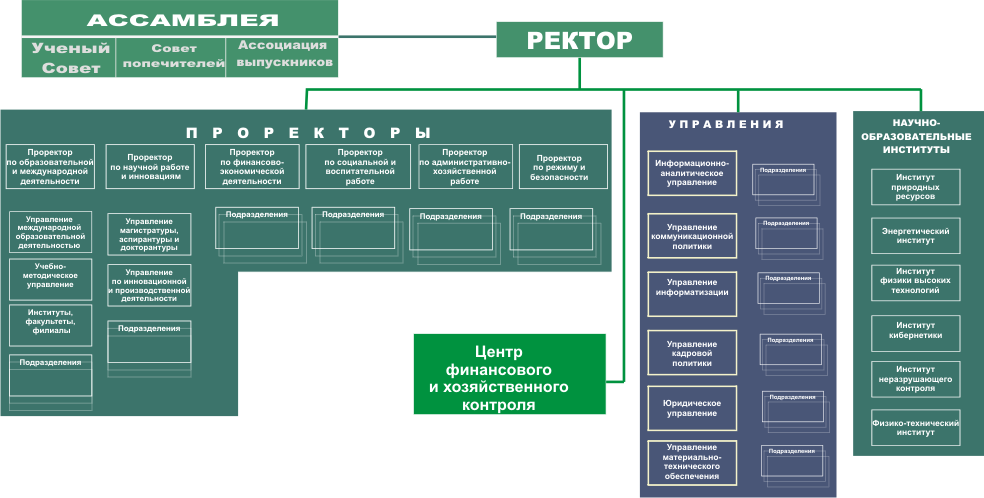 АССАМБЛЕЯ
Ученый
Совет
Совет
попечителей
Ассоциация
выпускников
РЕКТОР
ПРОРЕКТОРЫ
Проректор
по образовательной
и международной
деятельности
Проректор
по научной работе
и инновациям
Проректор
по финансово-
экономической
деятельности
Проректор
по социальной и
воспитательной
работе
Проректор
по административно-
хозяйственной
работе
Проректор
по режиму и
безопасности
Управление
международной
образовательной
деятельностью
Учебно-
методическое
управление
Институты,
факультеты,
филиалы
Подразделения
Управление
магистратуры,
аспирантуры и
докторантуры
Управление
по инновационной
и производственной
деятельности
Подразделения
Подразделения
Подразделения
Подразделения
Подразделения
Центр
финансового
и хозяйственного
контроля
УПРАВЛЕНИЯ
Информационно-
аналитическое
управление
Подразделения
Управление
коммуникационной
политики
Подразделения
Управление
информатизации
Подразделения
Управление
кадровой
политики
Подразделения
Юридическое
управление
Подразделения
Управление
материально-
технического
обеспечения
Подразделения
НАУЧНО-
ОБРАЗОВАТЕЛЬНЫЕ
ИНСТИТУТЫ
Институт
природных
ресурсов
Энергетический
институт
Институт
физики высоких
технологий
Институт
кибернетики
Институт
неразрушающего
контроля
Физико-технический
институт